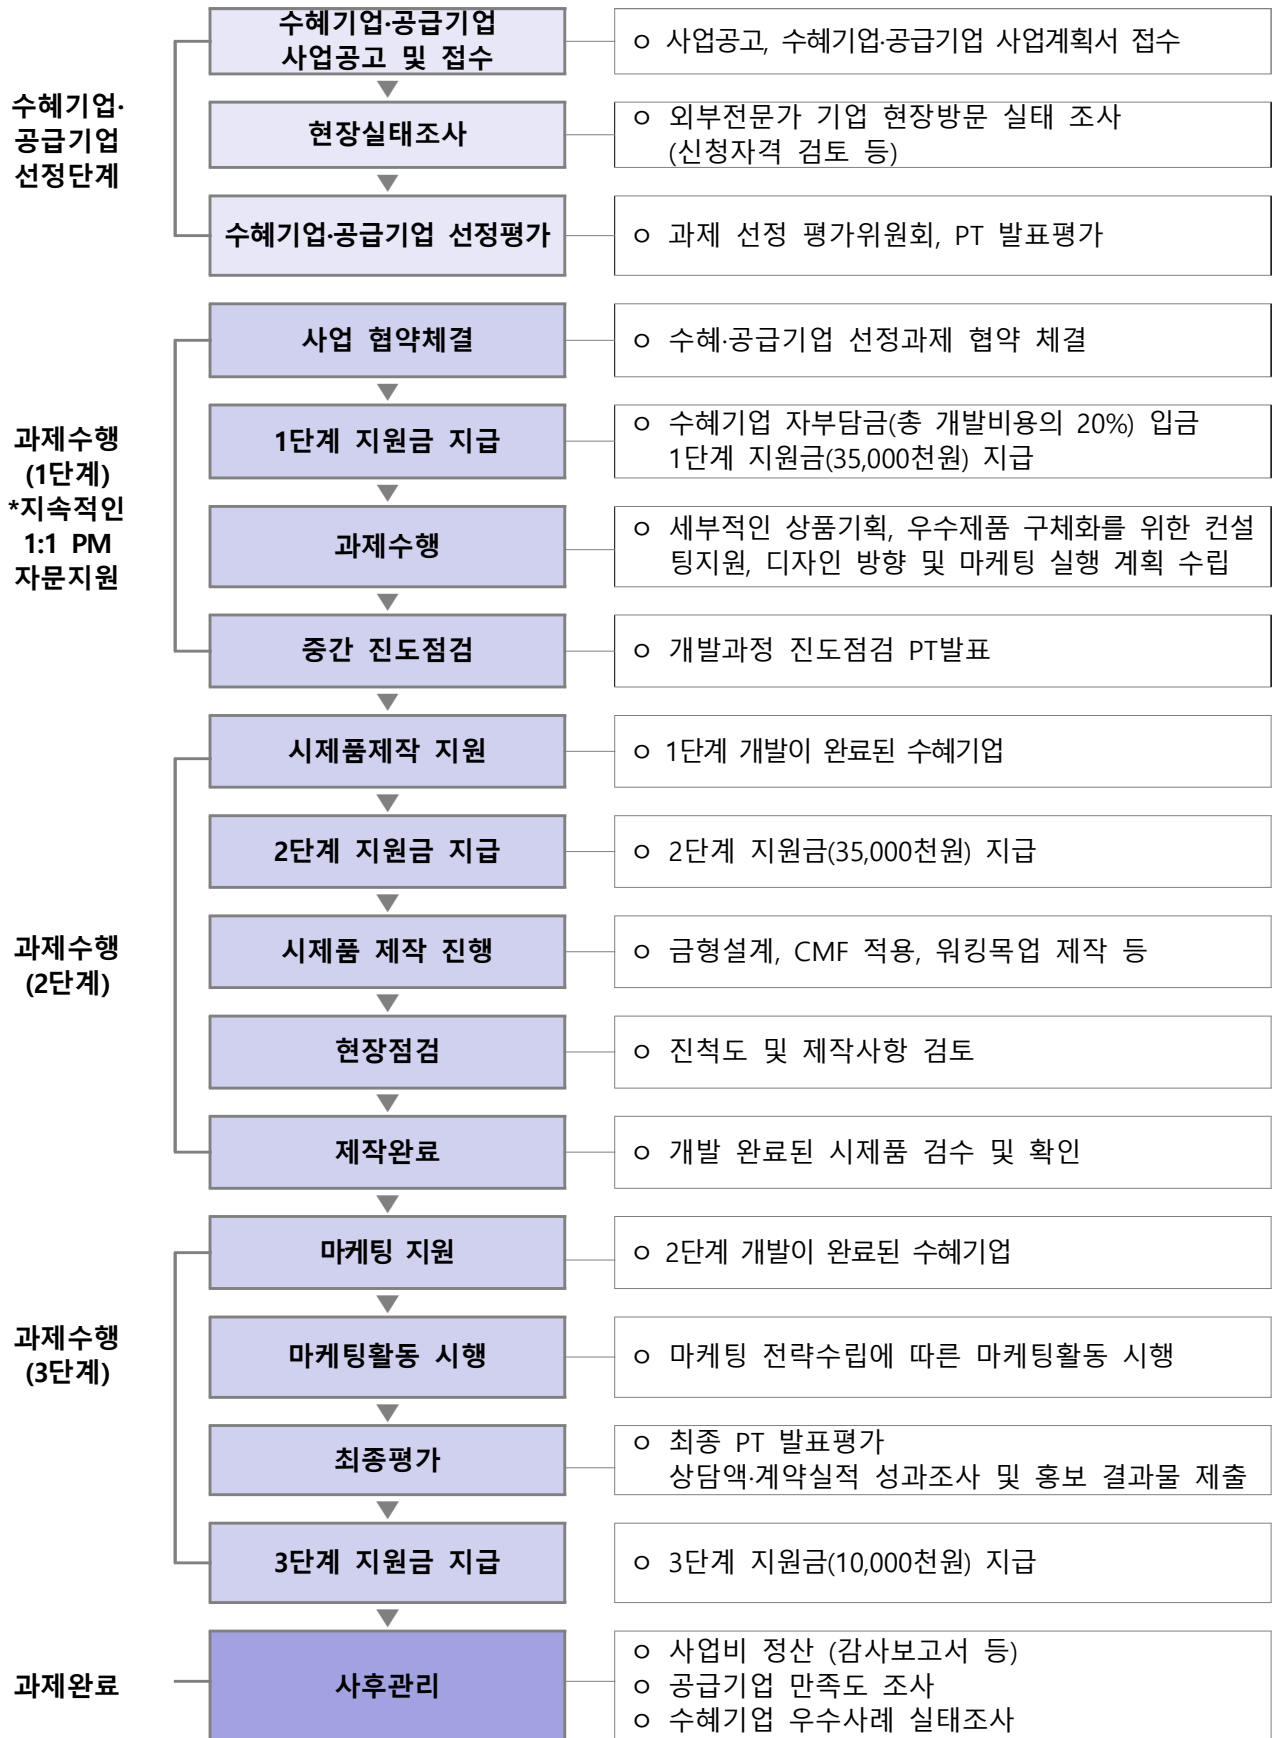 수혜기업·공급기업
사업공고 및 접수
ㅇ 사업공고, 수혜기업·공급기업 사업계획서 접수
수혜기업·
공급기업
선정단계
현장실태조사
ㅇ 외부전문가 기업 현장방문 실태 조사
(신청자격 검토 등)
수혜기업·공급기업 선정평가
ㅇ 과제 선정 평가위원회, PT 발표평가
사업 협약체결
ㅇ 수혜·공급기업 선정과제 협약 체결
과제수행
(1단계)
*지속적인
1:1 PM
자문지원
1단계 지원금 지급
ㅇ 수혜기업 자부담금(총 개발비용의 20%) 입금
1단계 지원금(35,000천원) 지급
과제수행
ㅇ 세부적인 상품기획, 우수제품 구체화를 위한 컨설
팅지원, 디자인 방향 및 마케팅 실행 계획 수립
중간 진도점검
ㅇ 개발과정 진도점검 PT발표
시제품제작 지원
ㅇ 1단계 개발이 완료된 수혜기업
2단계 지원금 지급
ㅇ 2단계 지원금(35,000천원) 지급
과제수행
(2단계)
시제품 제작 진행
ㅇ 금형설계, CMF 적용, 워킹목업 제작 등
현장점검
ㅇ 진척도 및 제작사항 검토
제작완료
ㅇ 개발 완료된 시제품 검수 및 확인
마케팅 지원
ㅇ 2단계 개발이 완료된 수혜기업
과제수행
(3단계)
마케팅활동 시행
ㅇ 마케팅 전략수립에 따른 마케팅활동 시행
최종평가
ㅇ 최종 PT 발표평가
상담액·계약실적 성과조사 및 홍보 결과물 제출
3단계 지원금 지급
ㅇ 3단계 지원금(10,000천원) 지급
과제완료
사후관리
ㅇ 사업비 정산 (감사보고서 등)
ㅇ 공급기업 만족도 조사
ㅇ 수혜기업 우수사례 실태조사